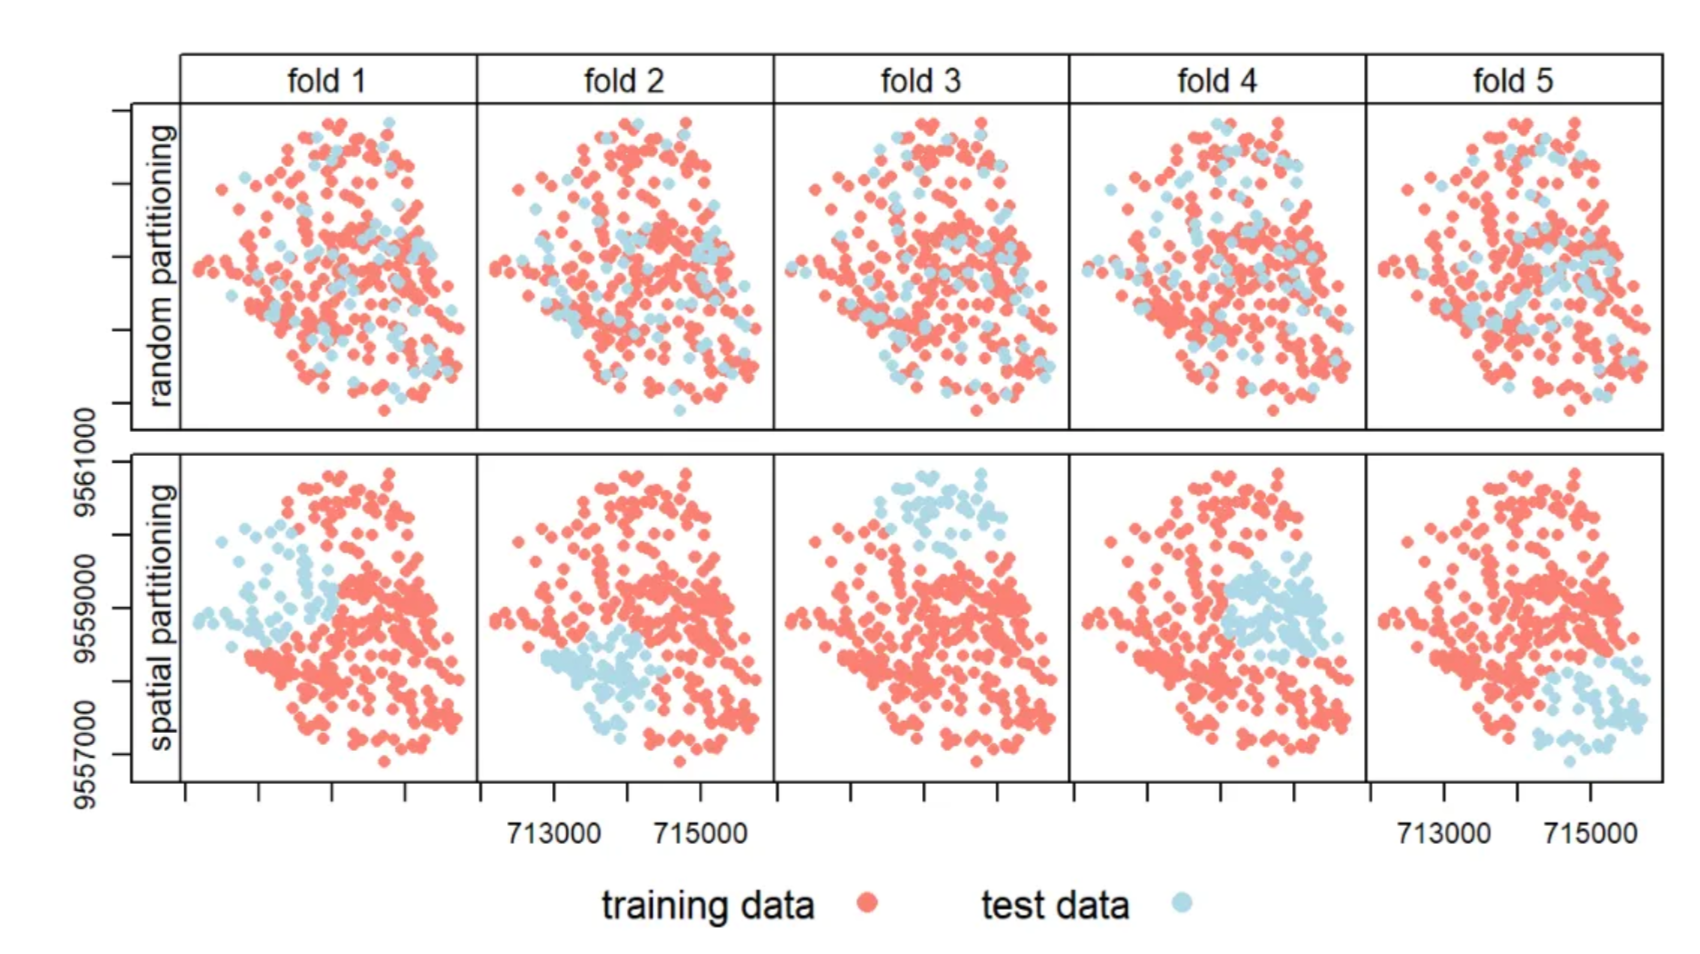 fold 1
fold 2
fold 3
fold 4
fold 5
random partitioning
spatial partitioning
9561000
9559000
9557000
713000
715000
713000
715000
training data
test data